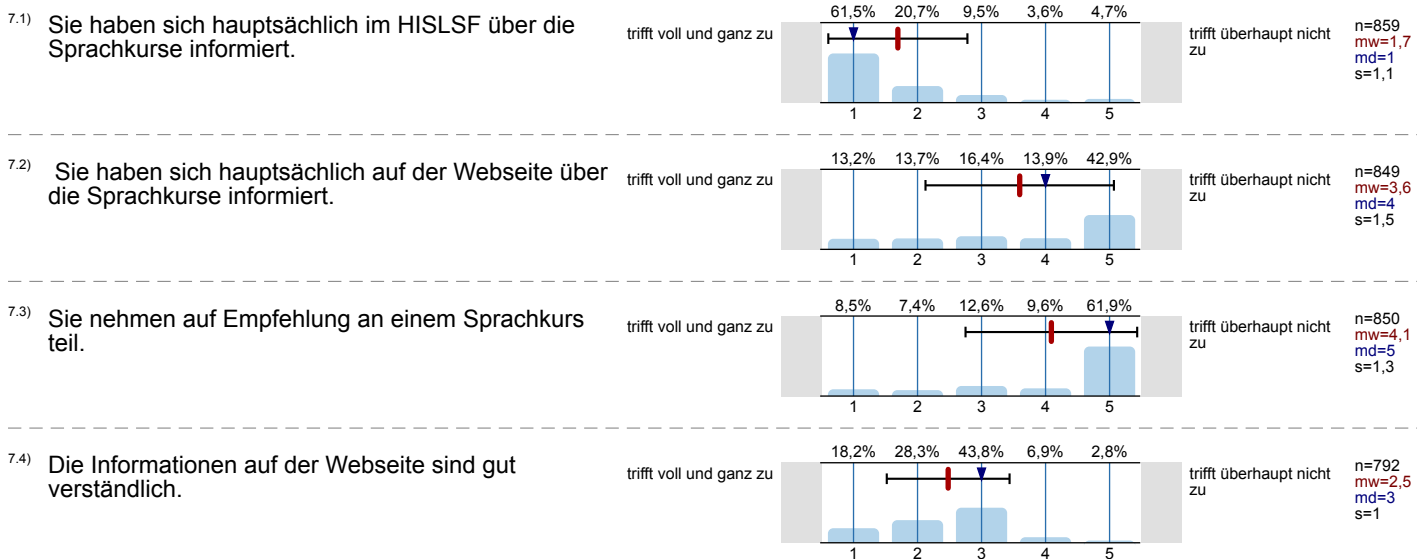 61,5% 20,7% 9,5% 3,6% 4,7%
7.1) Sie haben sich hauptsächlich im HISLSF über die
Sprachkurse informiert.
trifft voll und ganz zu
trifft überhaupt nicht
zu
n=859
mw=1,7
md=1
s=1,1
1 2 3 4 5
13,2% 13,7% 16,4% 13,9% 42,9%
7.2) Sie haben sich hauptsächlich auf der Webseite über
die Sprachkurse informiert.
trifft voll und ganz zu
trifft überhaupt nicht
zu
n=849
mw=3,6
md=4
s=1,5
1 2 3 4 5
8,5% 7,4% 12,6% 9,6% 61,9%
7.3) Sie nehmen auf Empfehlung an einem Sprachkurs
teil.
trifft voll und ganz zu
trifft überhaupt nicht
zu
n=850
mw=4,1
md=5
s=1,3
1 2 3 4 5
18,2% 28,3% 43,8% 6,9% 2,8%
7.4) Die Informationen auf der Webseite sind gut
verständlich.
trifft voll und ganz zu
trifft überhaupt nicht
zu
n=792
mw=2,5
md=3
s=1
1 2 3 4 5